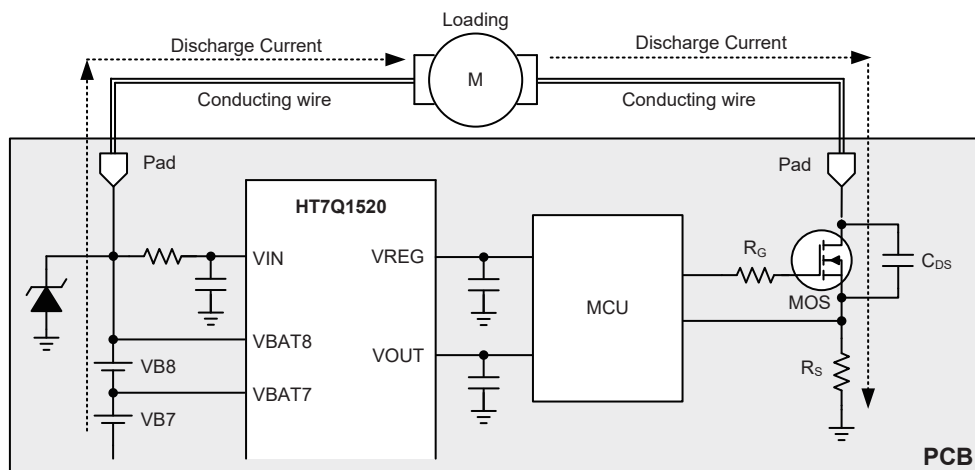 Loading
Discharge Current
Discharge Current
M
Conducting wire
Conducting wire
Pad
Pad
HT7Q1520
VIN
VREG
RG
CDS
MOS
MCU
VBAT8
VOUT
VB8
RS
VBAT7
VB7
PCB